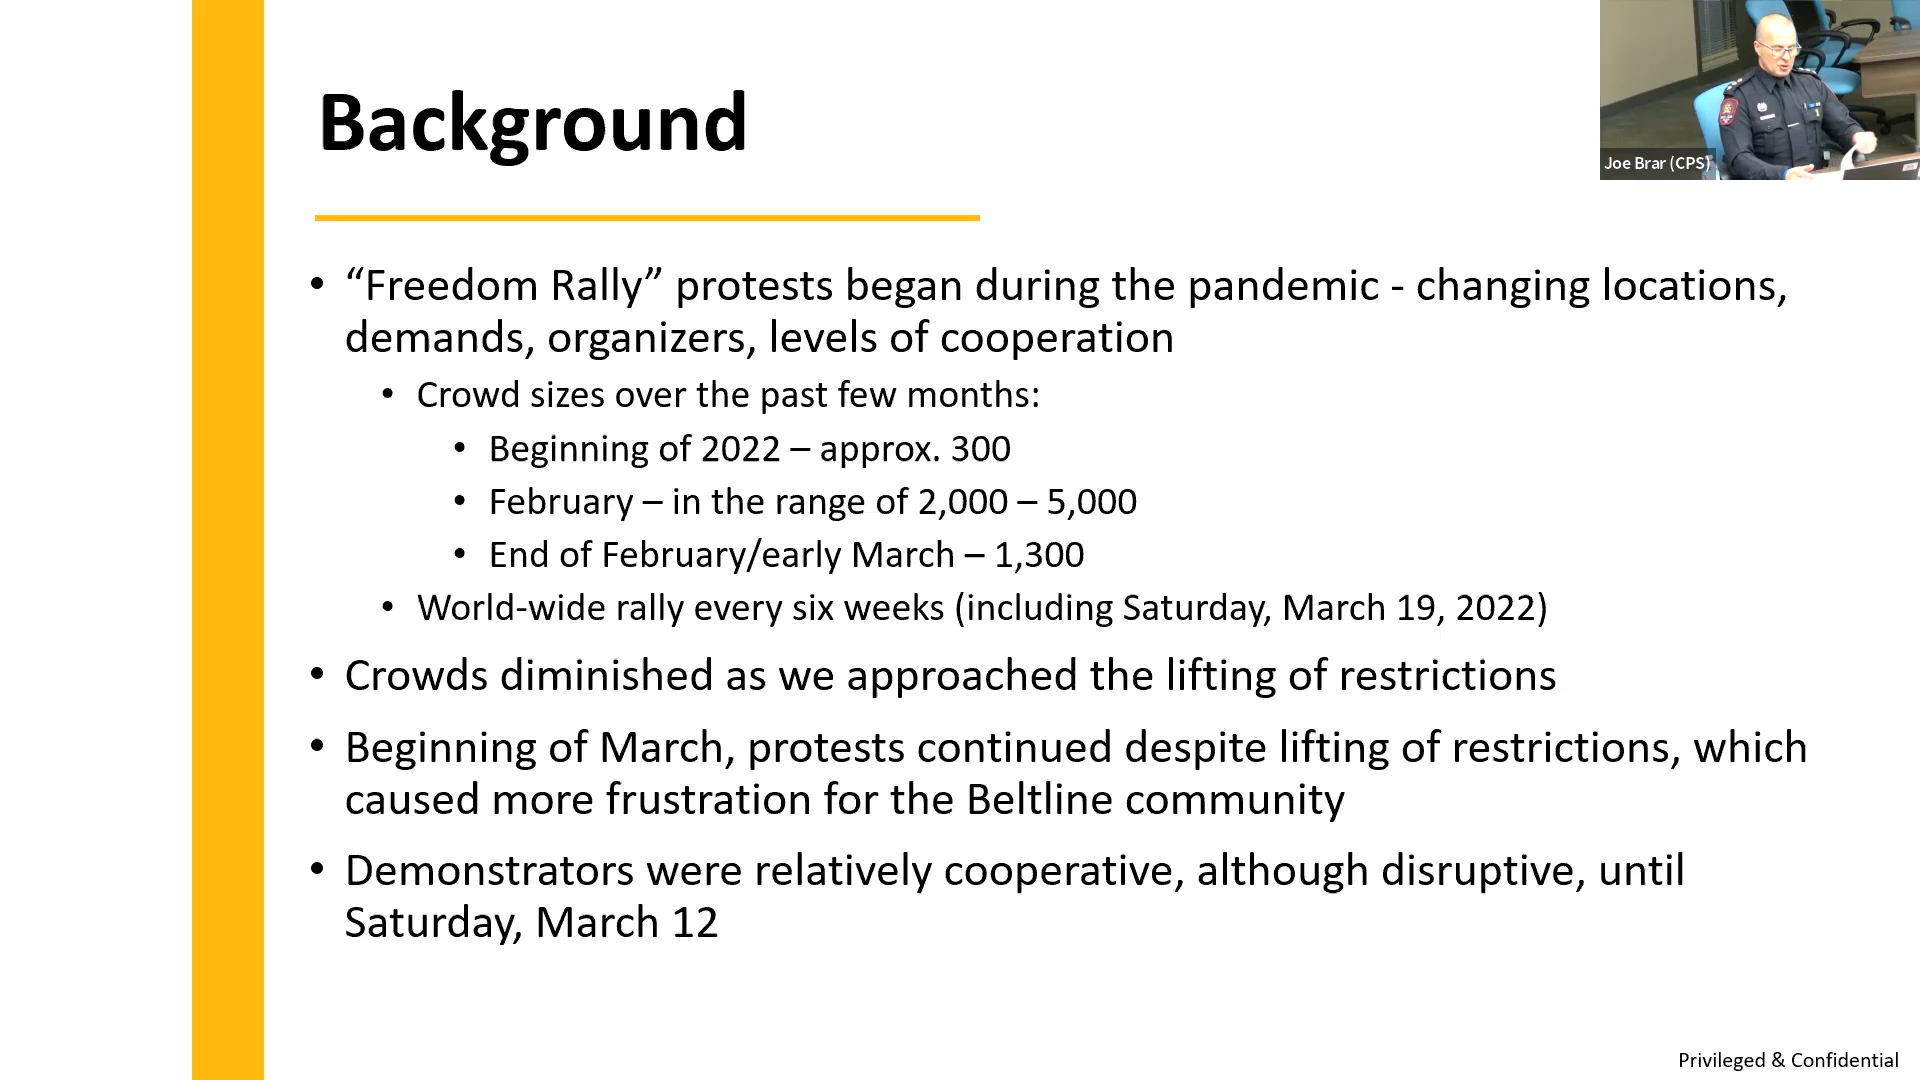 Background
Joe Brar (CPS)
• “Freedom Rally” protests began during the pandemic - changing locations,
demands, organizers, levels of cooperation
• Crowd sizes over the past few months:
• Beginning of 2022 – approx. 300
• February – in the range of 2,000 – 5,000
• End of February/early March – 1,300
• World-wide rally every six weeks (including Saturday, March 19, 2022)
• Crowds diminished as we approached the lifting of restrictions
• Beginning of March, protests continued despite lifting of restrictions, which
caused more frustration for the Beltline community
• Demonstrators were relatively cooperative, although disruptive, until
Saturday, March 12
Privileged & Confidential